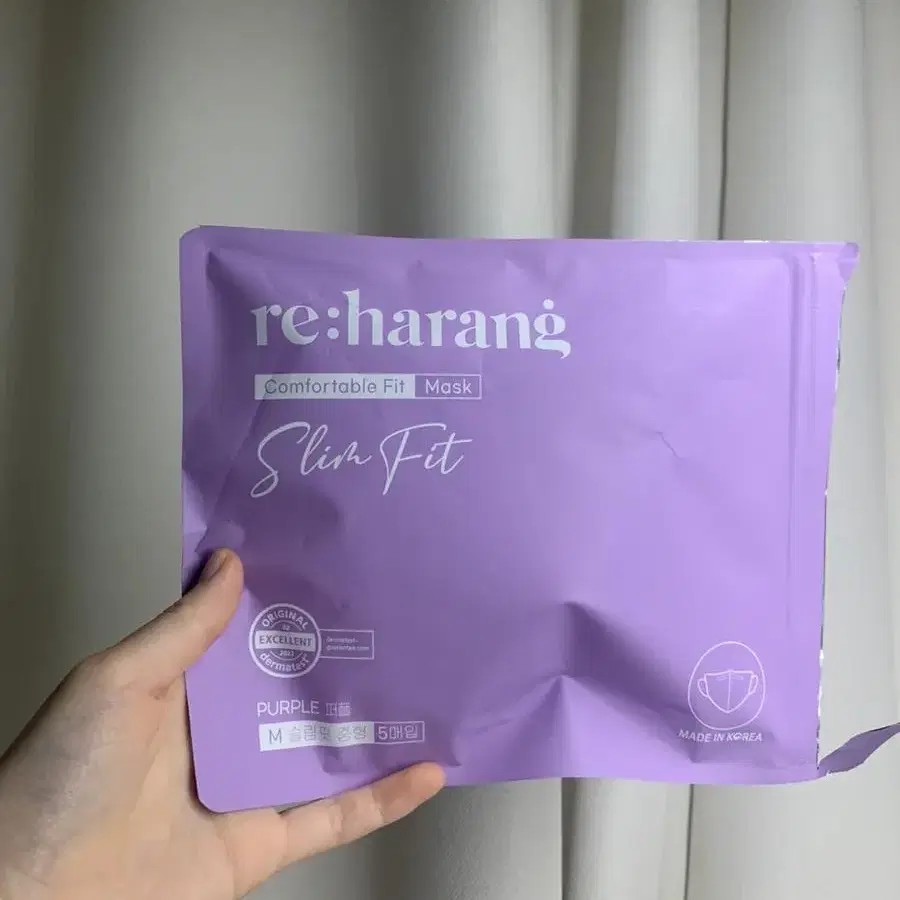 re:harang
Comfortable Fit Mask
Slim Fit
ORIGINAL
EXCELLENT
2022
dermatest®
PURPLE 퍼플
M 슬림핏 중형 5매입
MADE IN KOREA